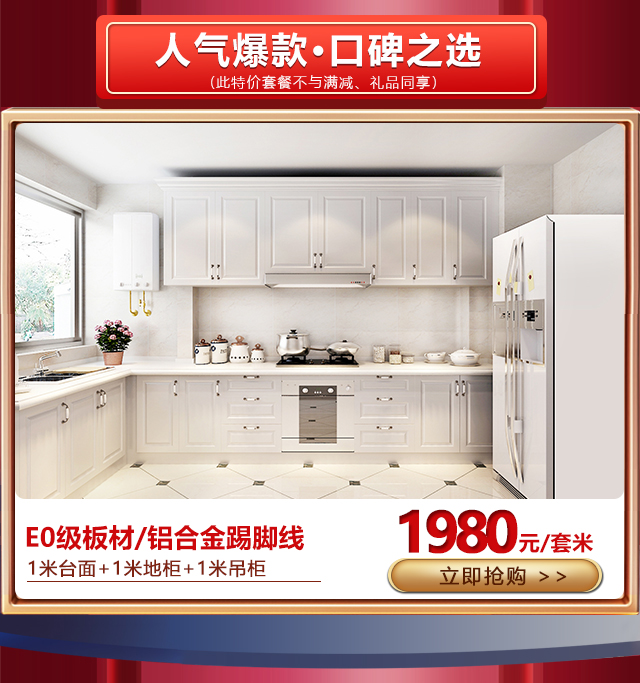 人气爆款·口碑之选
（此特价套餐不与满减、礼品同享）
E0级板材/铝合金踢脚线
1米台面+1米地柜+1米吊柜
1980元/套米
立即抢购 >>